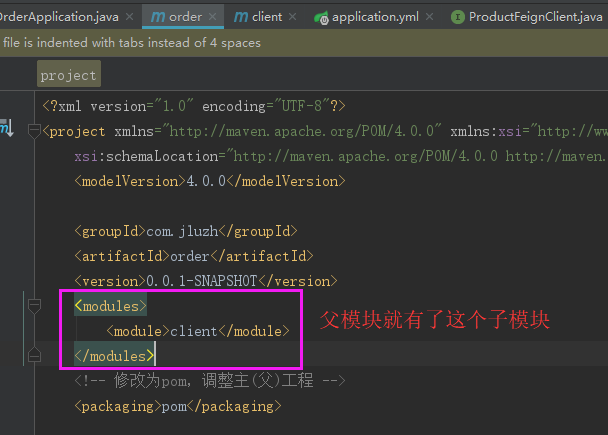 OrderApplication.java
order
client
application.yml
ProductFeignClient.java
file is indented with tabs instead of 4 spaces
project
<?xml version="1.0" encoding="UTF-8"?>
<project xmlns="http://maven.apache.org/POM/4.0.0" xmlns:xsi="http://ww
xsi:schemaLocation="http://maven.apache.org/POM/4.0.0 http://maven.
<modelVersion>4.0.0</modelVersion>
<groupId>com.jluzh</groupId>
<artifactId>order</artifactId>
<version>0.0.1-SNAPSHOT</version>
<modules>
<module>client</module>
父模块就有了这个子模块
</modules>
<!-- 修改为pom，调整主(父)工程 -->
<packaging>pom</packaging>